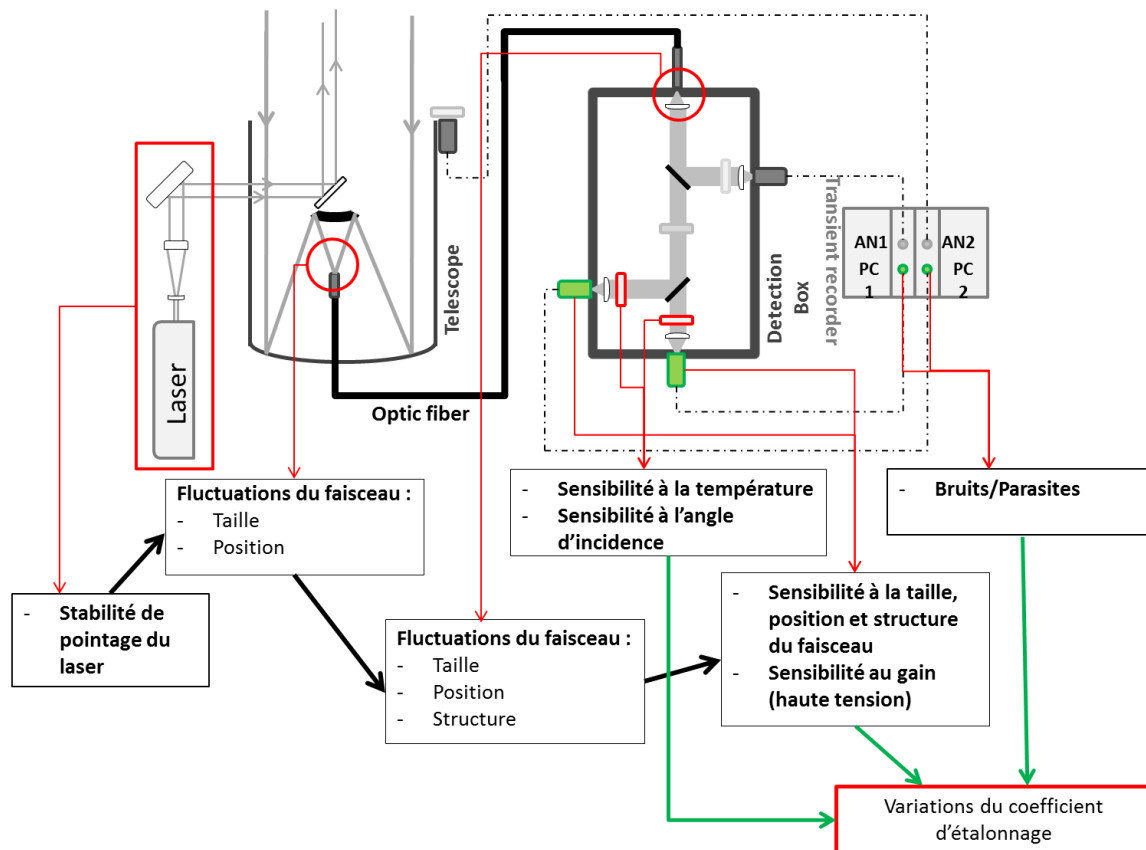 Laser
Telescope
Optic fiber
Detection
Box
Transient recorder
AN1
PC
1
AN2
PC
2
Fluctuations du faisceau :
- Taille
- Position
- Stabilité de
pointage du
laser
Fluctuations du faisceau :
- Taille
- Position
- Structure
- Sensibilité à la température
- Sensibilité à l’angle
d’incidence
- Bruits/Parasites
- Sensibilité à la taille,
position et structure
du faisceau
- Sensibilité au gain
(haute tension)
Variations du coefficient
d’étalonnage